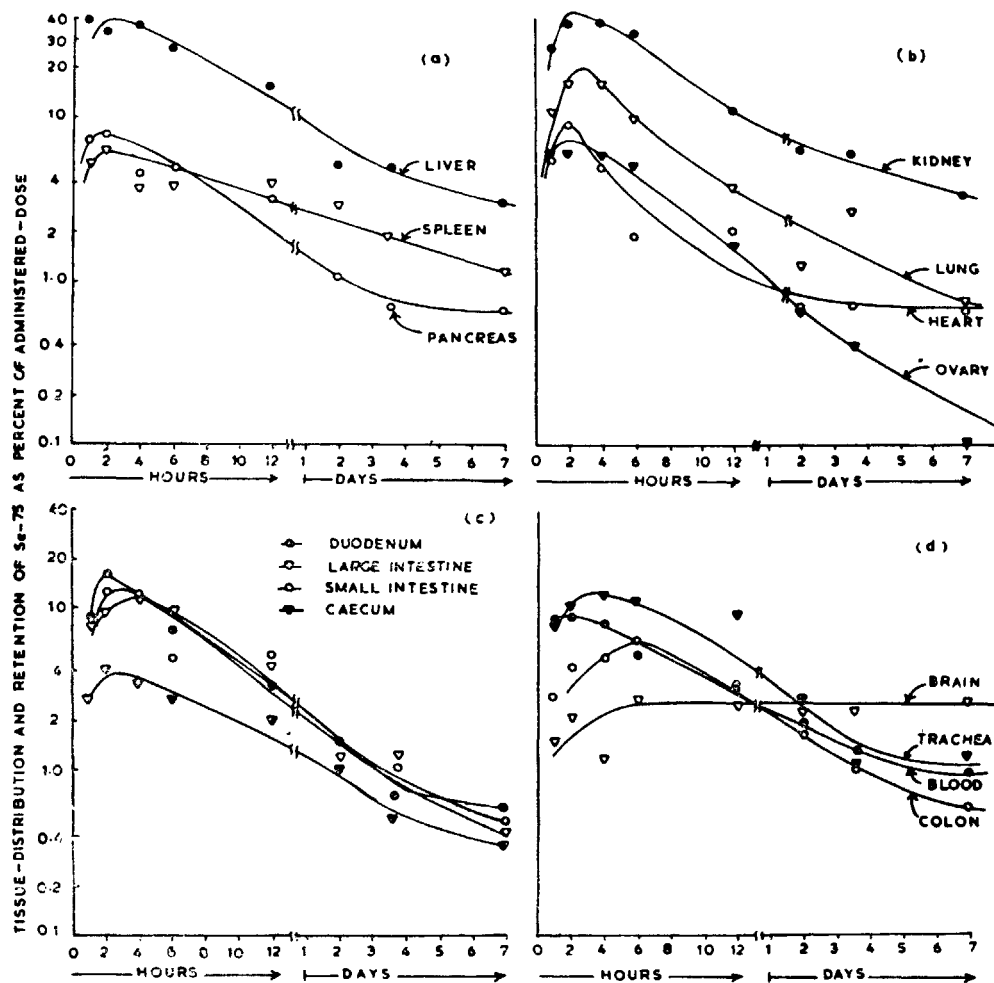 TISSUE-DISTRIBUTION AND RETENTION OF Se-75 AS PERCENT OF ADMINISTERED-DOSE
(a)
40
30
20
10
4
2
1·0
0·4
0·2
0·1
LIVER
SPLEEN
PANCREAS
0 2 4 6 8 10 12 1 2 3 4 5 6 7
HOURS DAYS
(b)
KIDNEY
LUNG
HEART
OVARY
0 2 4 6 8 10 12 1 2 3 4 5 6 7
HOURS DAYS
(c)
40
20
10
4
2
1·0
0·4
0·2
0·1
DUODENUM
LARGE INTESTINE
SMALL INTESTINE
CAECUM
0 2 4 6 8 10 12 1 2 3 4 5 6 7
HOURS DAYS
(d)
BRAIN
TRACHEA
BLOOD
COLON
0 2 4 6 8 10 12 1 2 3 4 5 6 7
HOURS DAYS